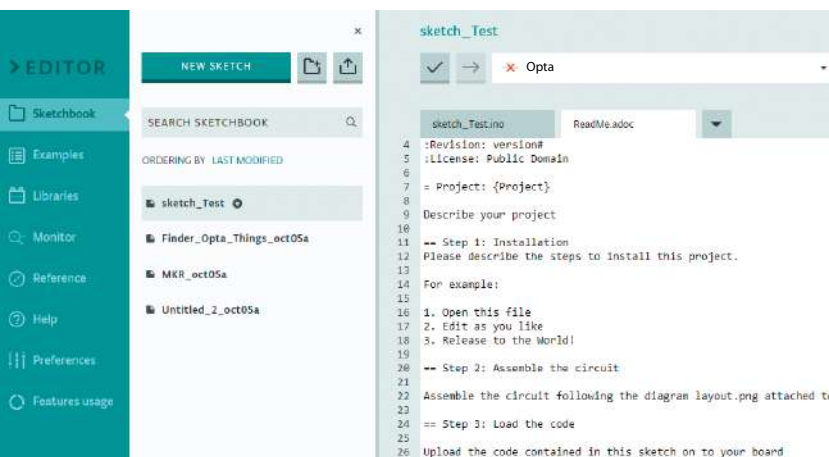 >EDITOR
Sketchbook
Examples
Libraries
Monitor
Reference
Help
Preferences
Features usage
×
NEW SKETCH
SEARCH SKETCHBOOK
ORDERING BY LAST MODIFIED
sketch_Test
Finder_Opta_Things_oct05a
MKR_oct05a
Untitled_2_oct05a
sketch_Test
Opta
sketch_Test.ino ReadMe.adoc
4 :Revision: version#
5 :License: Public Domain
6
7 = Project: {Project}
8
9 Describe your project
10
11 == Step 1: Installation
12 Please describe the steps to install this project.
13
14 For example:
15
16 1. Open this file
17 2. Edit as you like
18 3. Release to the World!
19
20 == Step 2: Assemble the circuit
21
22 Assemble the circuit following the diagram layout.png attached to
23
24 == Step 3: Load the code
25
26 Upload the code contained in this sketch on to your board